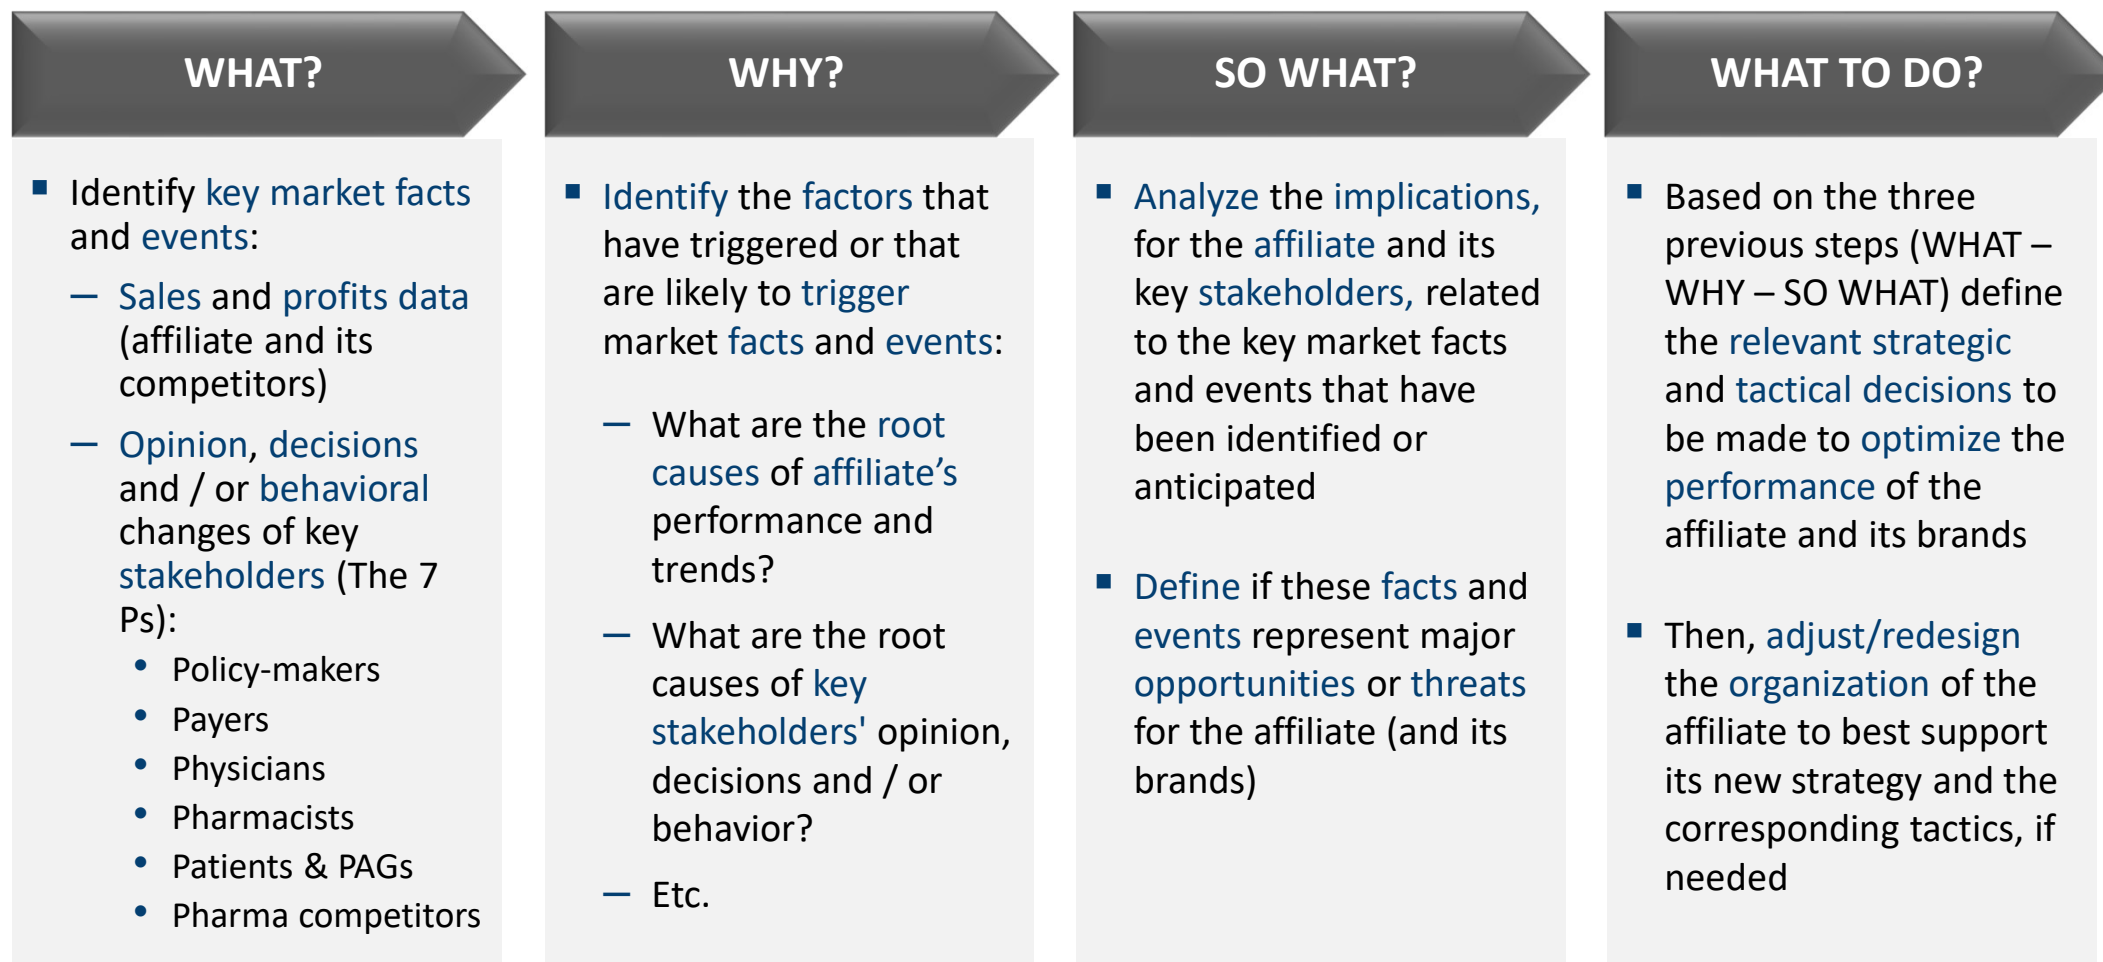 WHAT?
■ Identify key market facts
and events:
— Sales and profits data
(affiliate and its
competitors)
— Opinion, decisions
and / or behavioral
changes of key
stakeholders (The 7
Ps):
• Policy-makers
• Payers
• Physicians
• Pharmacists
• Patients & PAGs
• Pharma competitors
WHY?
■ Identify the factors that
have triggered or that
are likely to trigger
market facts and events:
— What are the root
causes of affiliate’s
performance and
trends?
— What are the root
causes of key
stakeholders' opinion,
decisions and / or
behavior?
— Etc.
SO WHAT?
■ Analyze the implications,
for the affiliate and its
key stakeholders, related
to the key market facts
and events that have
been identified or
anticipated
■ Define if these facts and
events represent major
opportunities or threats
for the affiliate (and its
brands)
WHAT TO DO?
■ Based on the three
previous steps (WHAT –
WHY – SO WHAT) define
the relevant strategic
and tactical decisions to
be made to optimize the
performance of the
affiliate and its brands
■ Then, adjust/redesign
the organization of the
affiliate to best support
its new strategy and the
corresponding tactics, if
needed